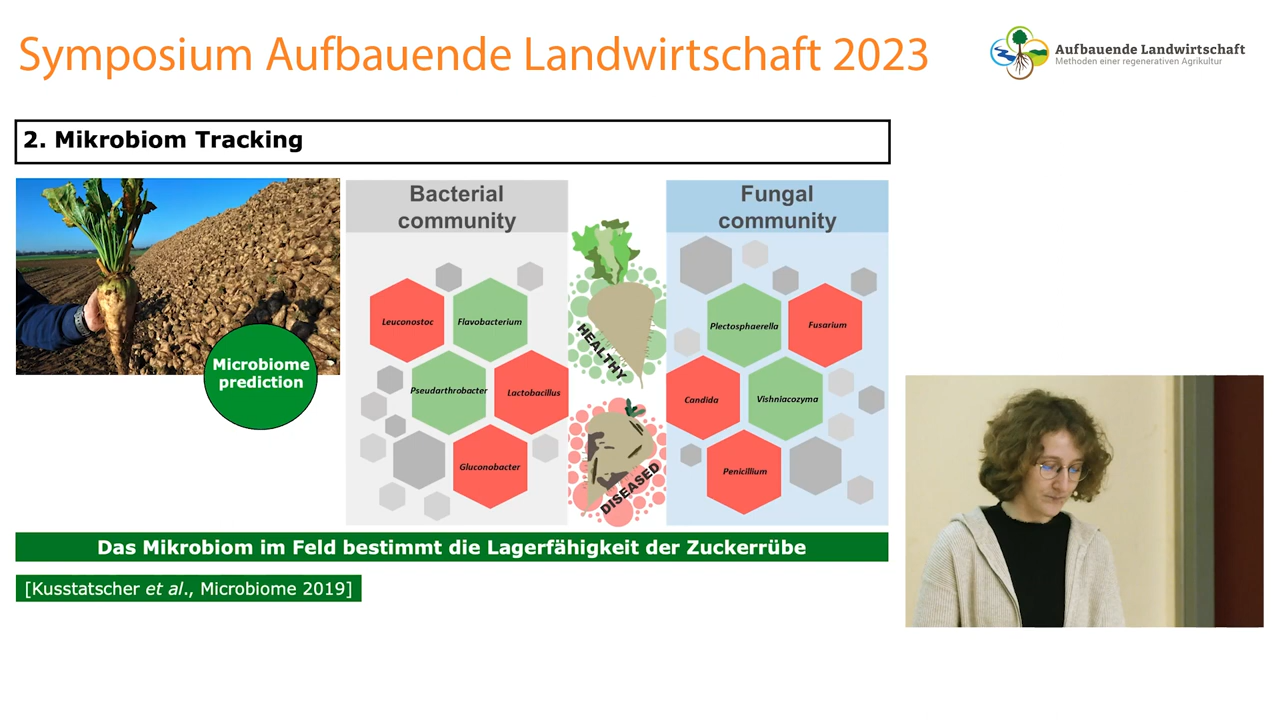 Symposium Aufbauende Landwirtschaft 2023
Aufbauende Landwirtschaft
Methoden einer regenerativen Agrikultur
2. Mikrobiom Tracking
Microbiome
prediction
Bacterial
community
Leuconostoc
Flavobacterium
Pseudarthrobacter
Lactobacillus
Gluconobacter
HEALTHY
DISEASED
Fungal
community
Plectosphaerella
Fusarium
Candida
Vishniacozyma
Penicillium
Das Mikrobiom im Feld bestimmt die Lagerfähigkeit der Zuckerrübe
[Kusstatscher et al., Microbiome 2019]